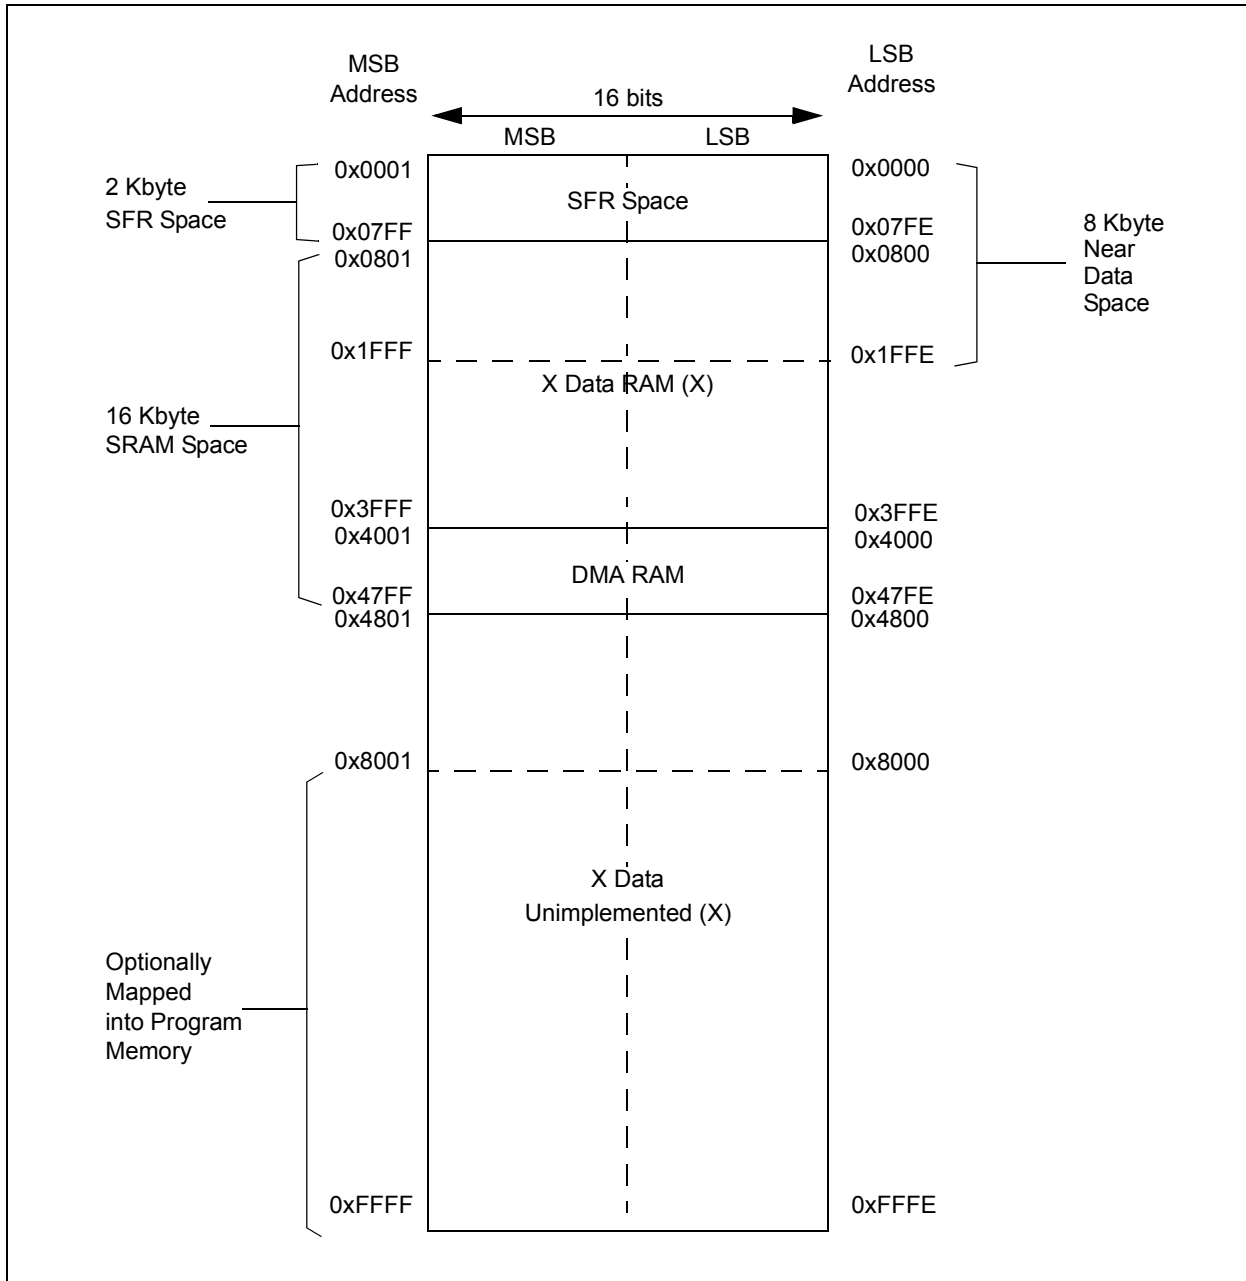 MSB
Address
LSB
Address
16 bits
MSB
LSB
0x0001
0x0000
2 Kbyte
SFR Space
SFR Space
0x07FF
0x07FE
0x0801
0x0800
8 Kbyte
Near
Data
Space
0x1FFF
0x1FFE
X Data RAM (X)
16 Kbyte
SRAM Space
0x3FFF
0x3FFE
0x4001
0x4000
DMA RAM
0x47FF
0x47FE
0x4801
0x4800
0x8001
0x8000
X Data
Unimplemented (X)
Optionally
Mapped
into Program
Memory
0xFFFF
0xFFFE